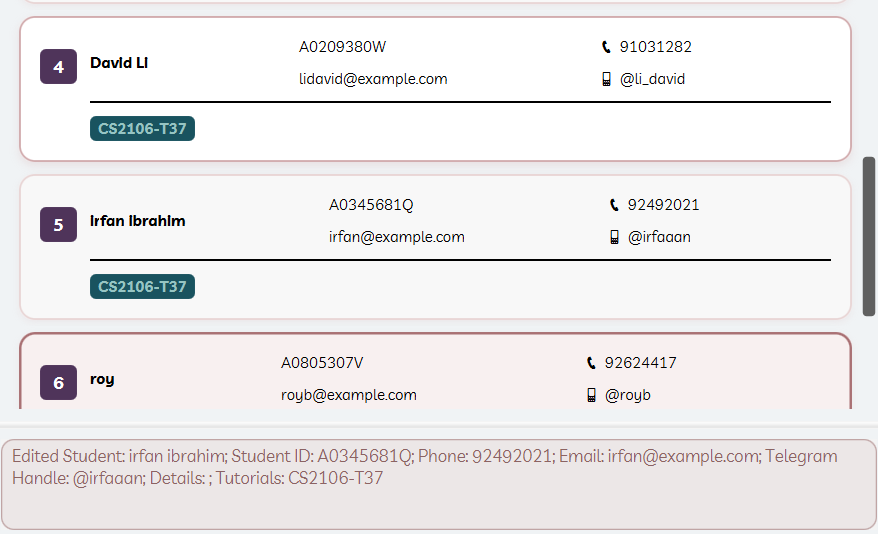 4
David Li
A0209380W
91031282
lidavid@example.com
@li_david
CS2106-T37
5
irfan ibrahim
A0345681Q
92492021
irfan@example.com
@irfaaan
CS2106-T37
6
roy
A0805307V
92624417
royb@example.com
@royb
Edited Student: irfan ibrahim; Student ID: A0345681Q; Phone: 92492021; Email: irfan@example.com; Telegram
Handle: @irfaaan; Details: ; Tutorials: CS2106-T37